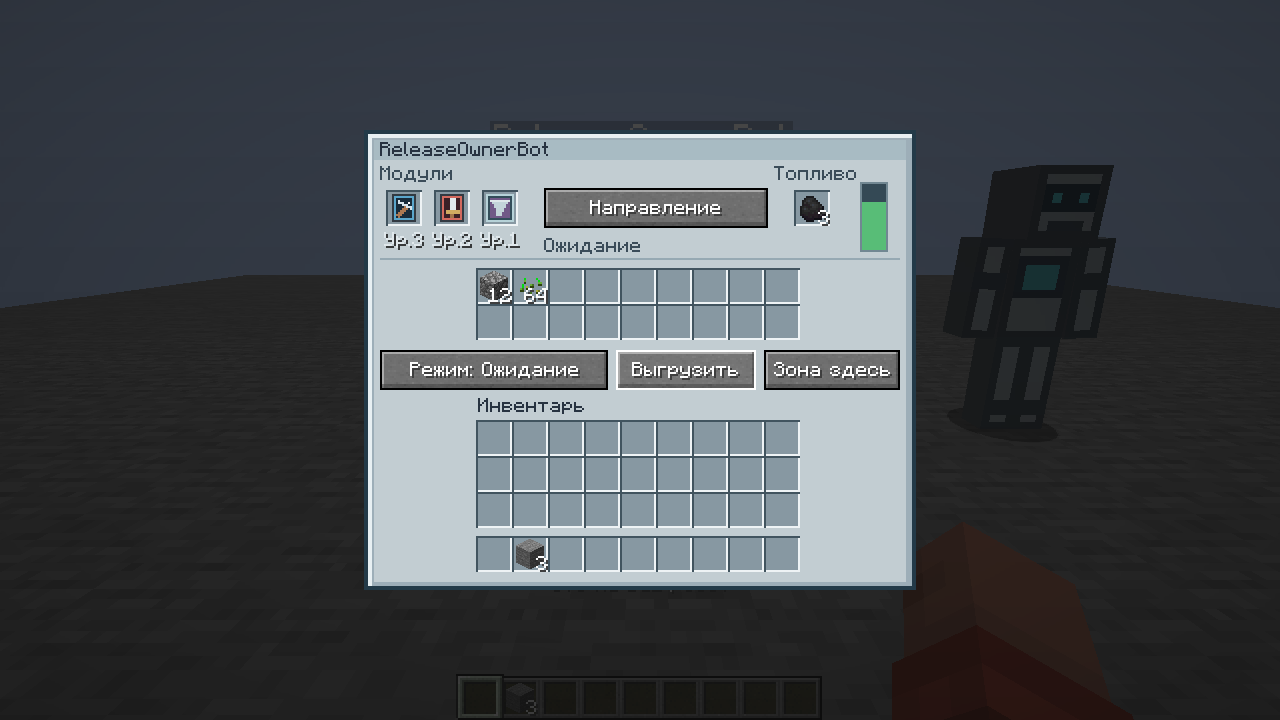 ReleaseOwnerBot
Модули
Топливо
Направление
3
Ур.3 Ур.2 Ур.1
Ожидание
12 64
Режим: Ожидание
Выгрузить
Зона здесь
Инвентарь
3
3